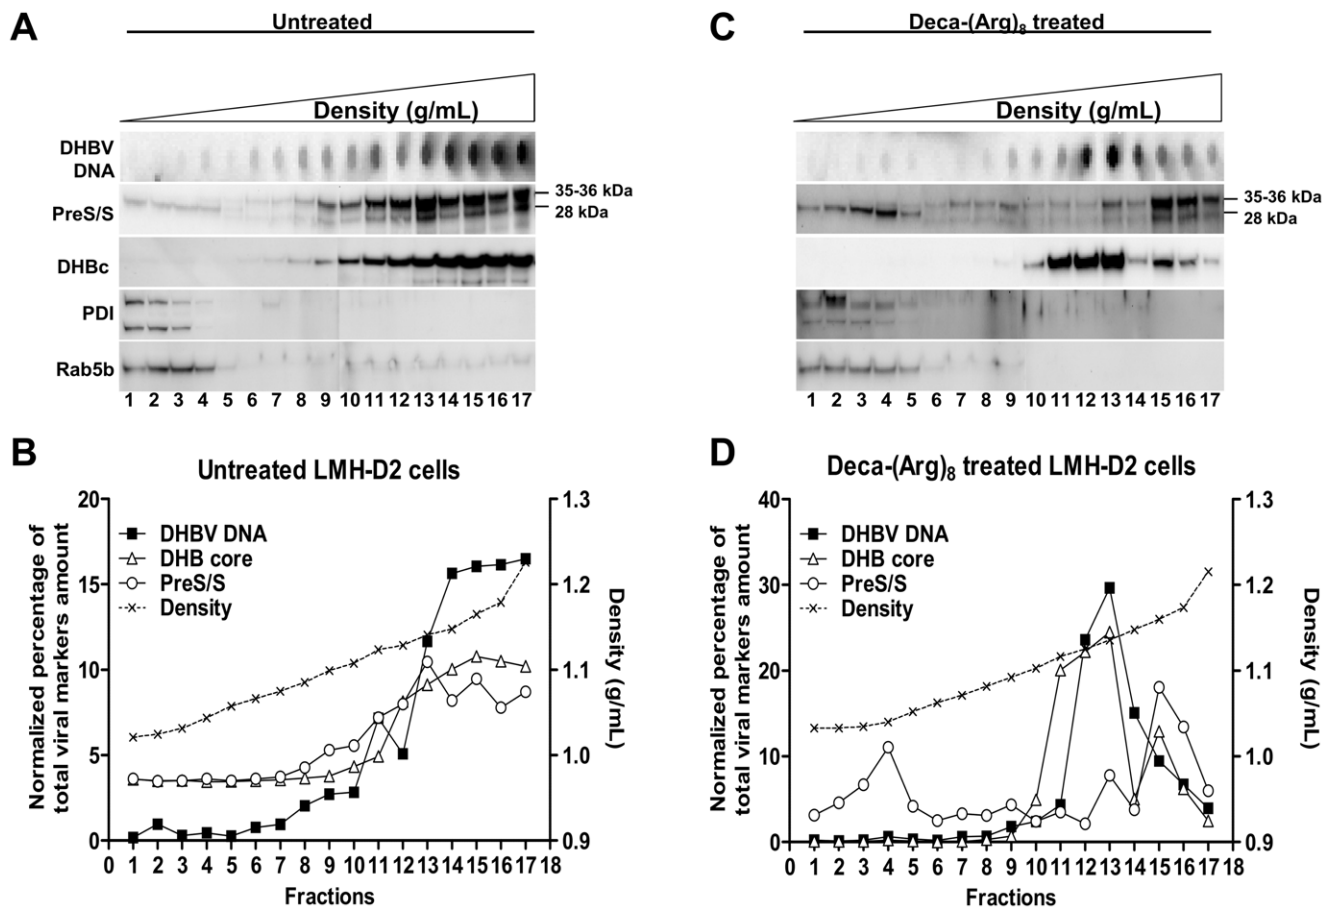 A
Untreated
Density (g/mL)
DHBV
DNA
PreS/S
35-36 kDa
28 kDa
DHBc
PDI
Rab5b
1 2 3 4 5 6 7 8 9 10 11 12 13 14 15 16 17
C
Deca-(Arg)8 treated
Density (g/mL)
35-36 kDa
28 kDa
1 2 3 4 5 6 7 8 9 10 11 12 13 14 15 16 17
B
Untreated LMH-D2 cells
Normalized percentage of
total viral markers amount
20
15
10
5
0
DHBV DNA
DHB core
PreS/S
Density
1.3
1.2
1.1
1.0
0.9
Density (g/mL)
0 1 2 3 4 5 6 7 8 9 10 11 12 13 14 15 16 17 18
Fractions
D
Deca-(Arg)8 treated LMH-D2 cells
Normalized percentage of
total viral markers amount
40
30
20
10
0
DHBV DNA
DHB core
PreS/S
Density
1.3
1.2
1.1
1.0
0.9
Density (g/mL)
0 1 2 3 4 5 6 7 8 9 10 11 12 13 14 15 16 17 18
Fractions